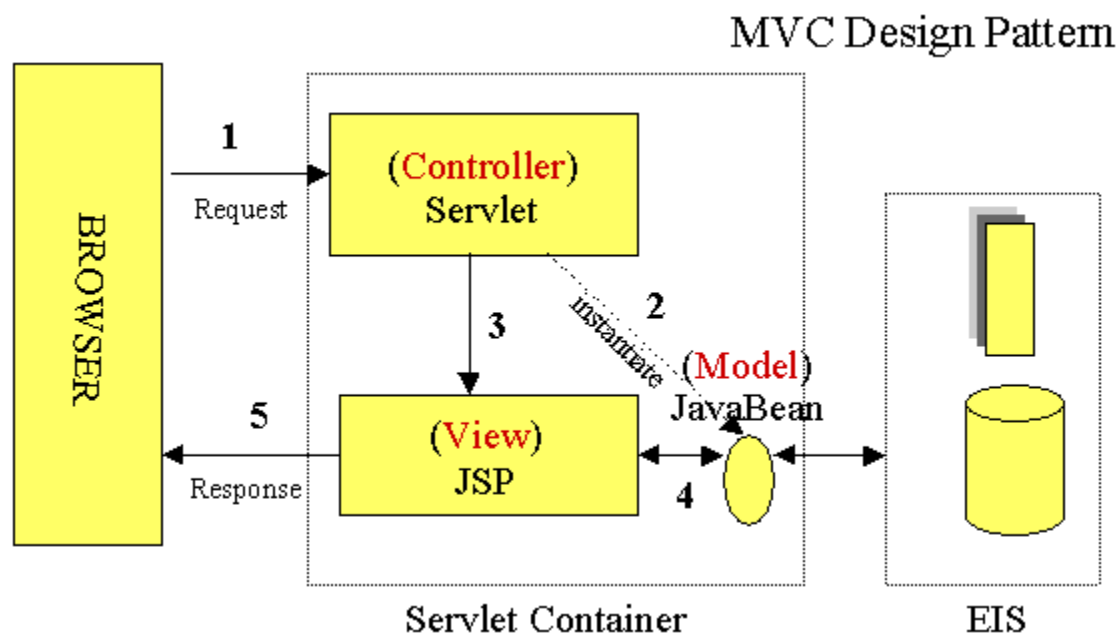 MVC Design Pattern
BROWSER
1
Request
(Controller)
Servlet
2
instantiate
3
(Model)
JavaBean
(View)
JSP
4
5
Response
Servlet Container
EIS